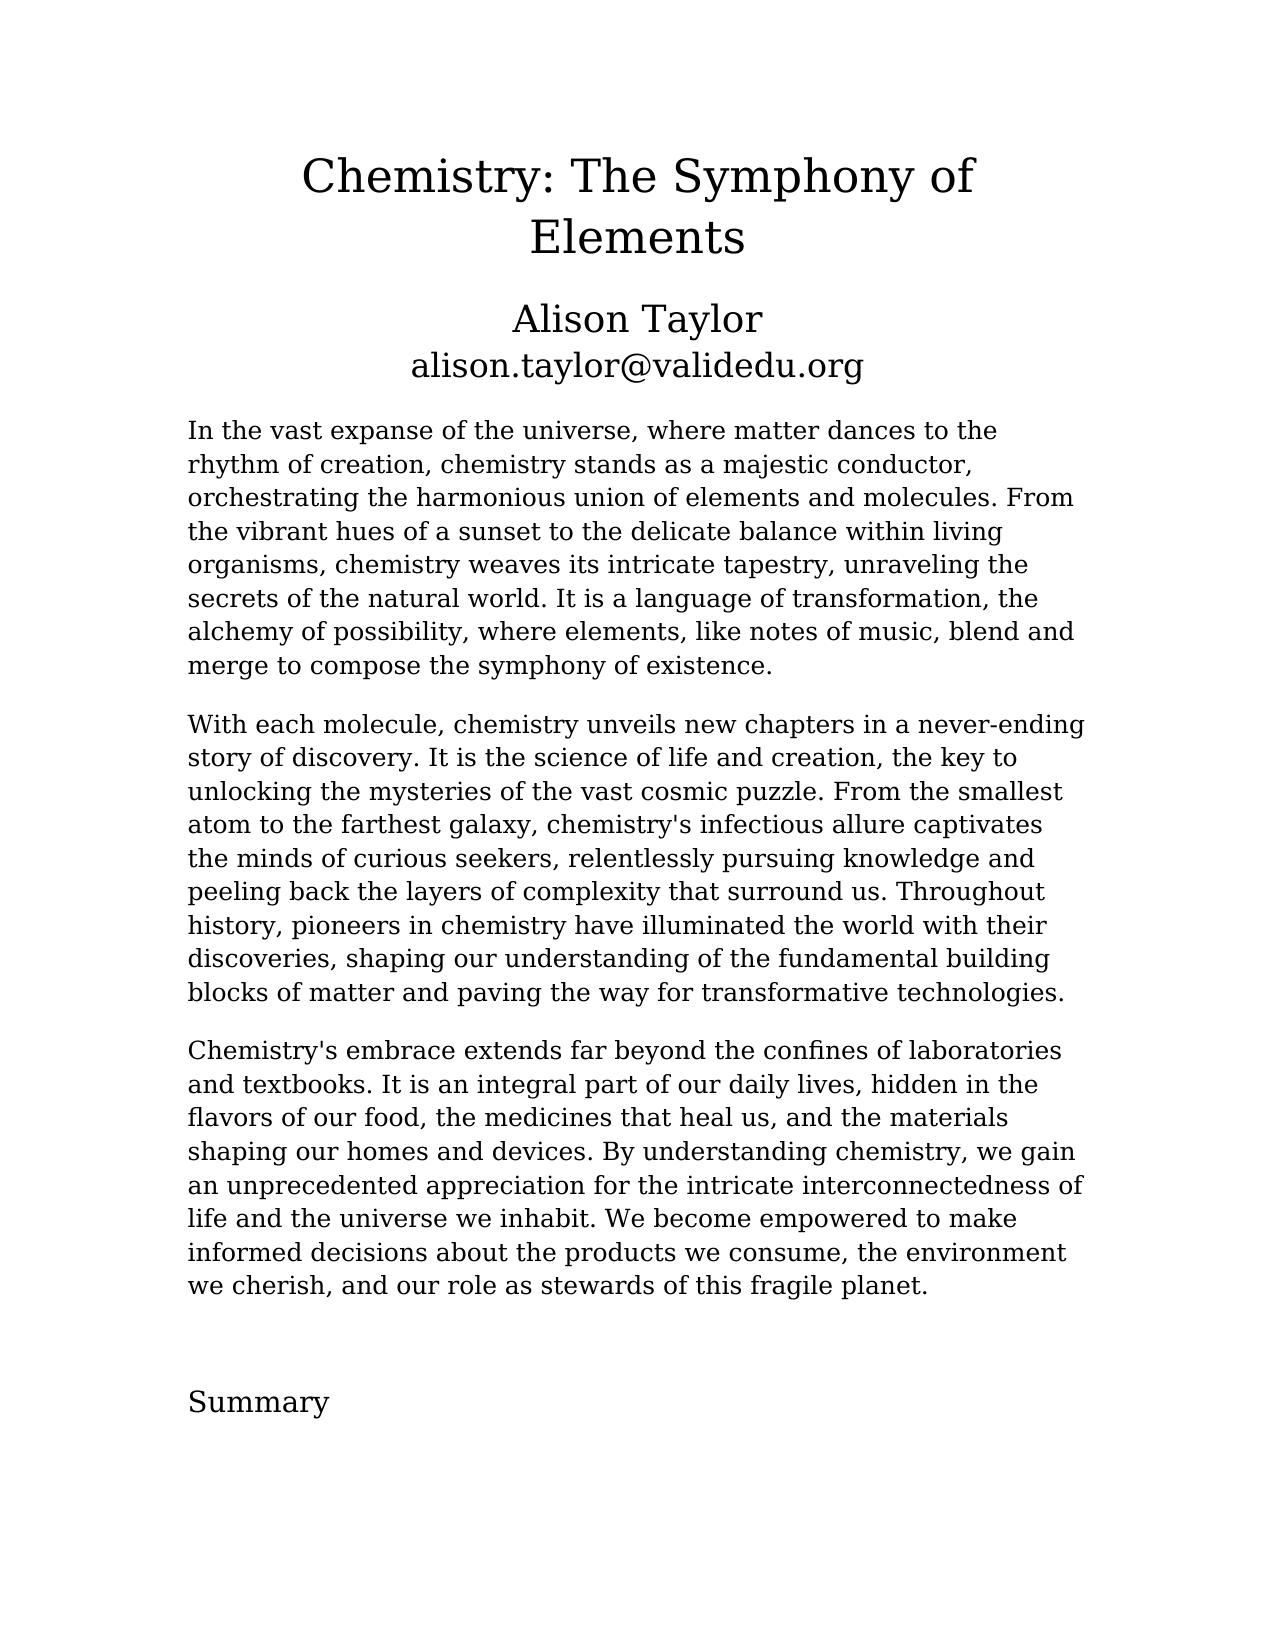 Chemistry: The Symphony of
Elements
Alison Taylor
alison.taylor@validedu.org
In the vast expanse of the universe, where matter dances to the
rhythm of creation, chemistry stands as a majestic conductor,
orchestrating the harmonious union of elements and molecules. From
the vibrant hues of a sunset to the delicate balance within living
organisms, chemistry weaves its intricate tapestry, unraveling the
secrets of the natural world. It is a language of transformation, the
alchemy of possibility, where elements, like notes of music, blend and
merge to compose the symphony of existence.
With each molecule, chemistry unveils new chapters in a never-ending
story of discovery. It is the science of life and creation, the key to
unlocking the mysteries of the vast cosmic puzzle. From the smallest
atom to the farthest galaxy, chemistry's infectious allure captivates
the minds of curious seekers, relentlessly pursuing knowledge and
peeling back the layers of complexity that surround us. Throughout
history, pioneers in chemistry have illuminated the world with their
discoveries, shaping our understanding of the fundamental building
blocks of matter and paving the way for transformative technologies.
Chemistry's embrace extends far beyond the confines of laboratories
and textbooks. It is an integral part of our daily lives, hidden in the
flavors of our food, the medicines that heal us, and the materials
shaping our homes and devices. By understanding chemistry, we gain
an unprecedented appreciation for the intricate interconnectedness of
life and the universe we inhabit. We become empowered to make
informed decisions about the products we consume, the environment
we cherish, and our role as stewards of this fragile planet.
Summary